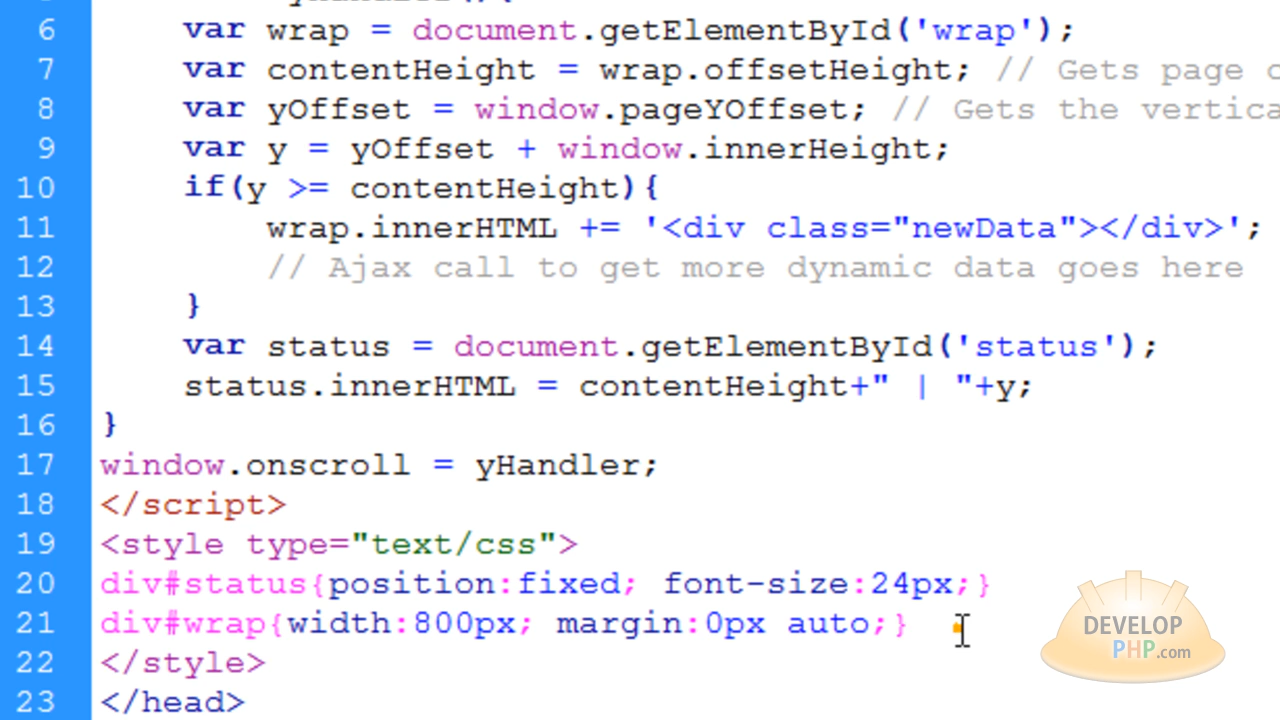 6 var wrap = document.getElementById('wrap');
7 var contentHeight = wrap.offsetHeight; // Gets page
8 var yOffset = window.pageYOffset; // Gets the
9 var y = yOffset + window.innerHeight;
10 if(y >= contentHeight){
11 wrap.innerHTML += '<div class="newData"></div>';
12 // Ajax call to get more dynamic data goes here
13 }
14 var status = document.getElementById('status');
15 status.innerHTML = contentHeight+" | "+y;
16 }
17 window.onscroll = yHandler;
18 </script>
19 <style type="text/css">
20 div#status{position:fixed; font-size:24px;}
21 div#wrap{width:800px; margin:0px auto;}
22 </style>
23 </head>
DEVELOP
PHP.com